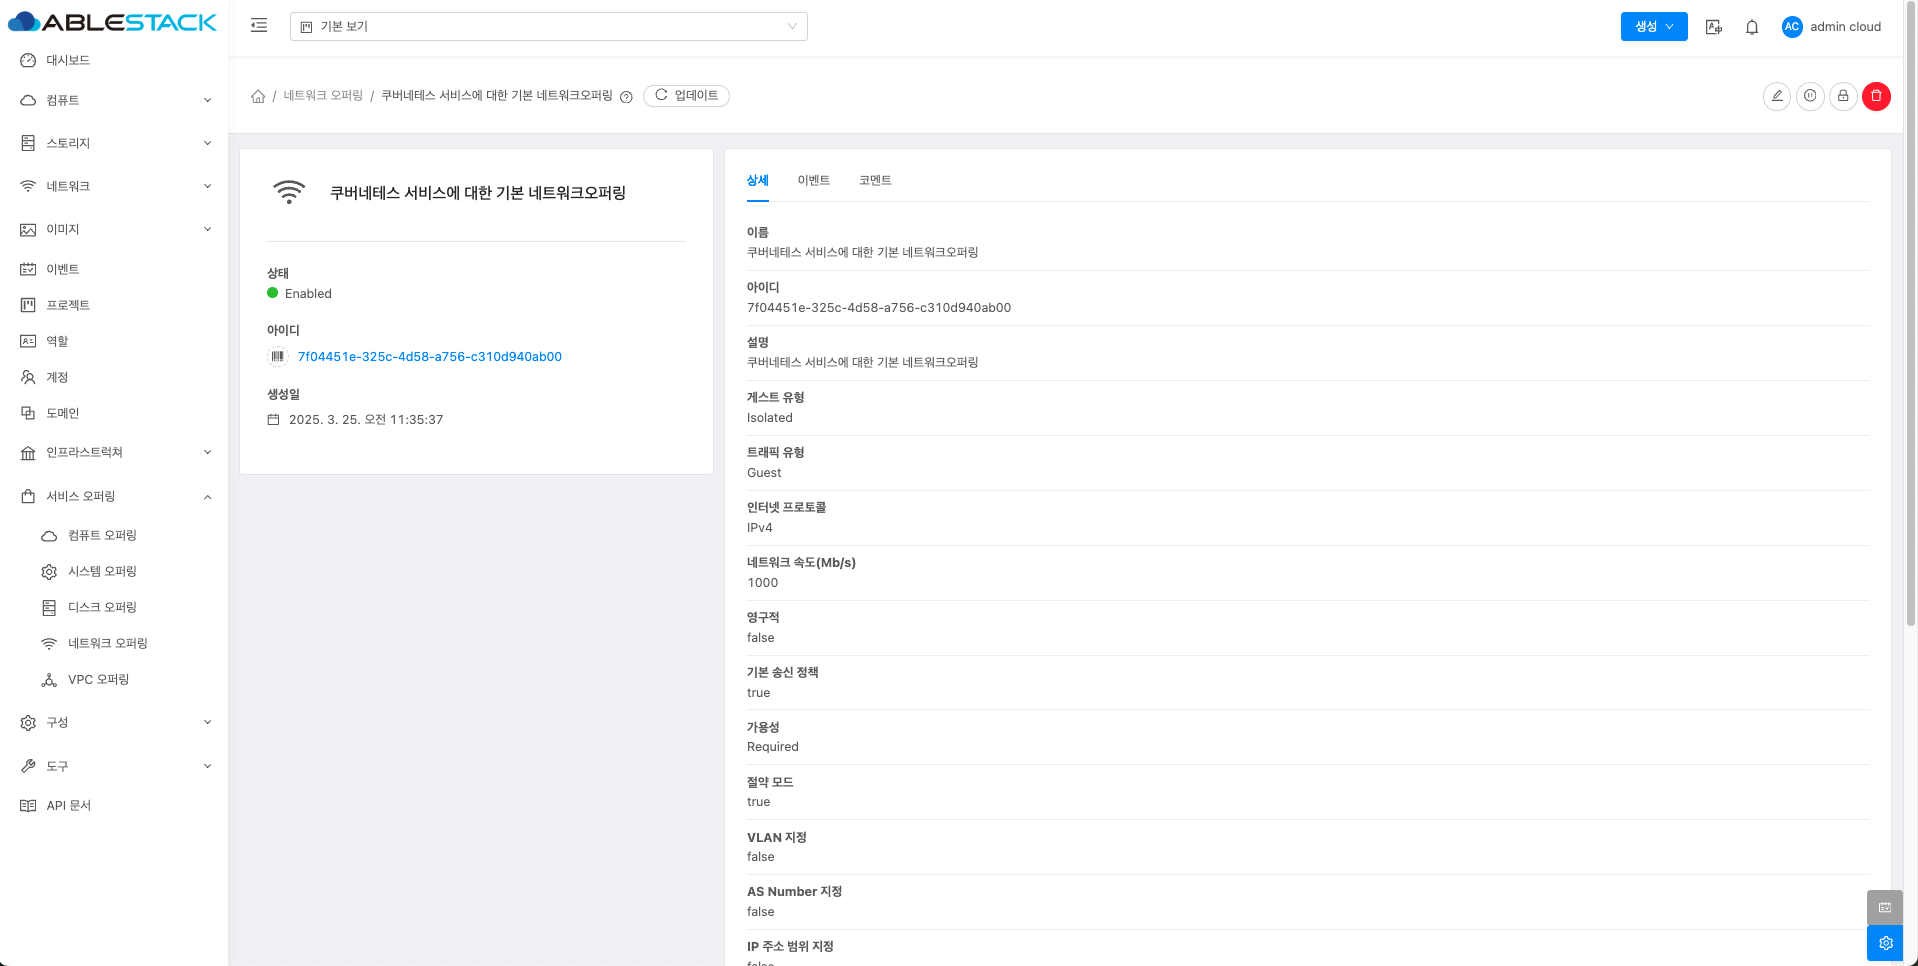 ABLESTACK
기본 보기
생성
AC
admin cloud
대시보드
컴퓨트
스토리지
네트워크
이미지
이벤트
프로젝트
역할
계정
도메인
인프라스트럭쳐
서비스 오퍼링
컴퓨트 오퍼링
시스템 오퍼링
디스크 오퍼링
네트워크 오퍼링
VPC 오퍼링
구성
도구
API 문서
/ 네트워크 오퍼링 / 쿠버네테스 서비스에 대한 기본 네트워크오퍼링
업데이트
쿠버네테스 서비스에 대한 기본 네트워크오퍼링
상태
Enabled
아이디
7f04451e-325c-4d58-a756-c310d940ab00
생성일
2025. 3. 25. 오전 11:35:37
상세
이벤트
코멘트
이름
쿠버네테스 서비스에 대한 기본 네트워크오퍼링
아이디
7f04451e-325c-4d58-a756-c310d940ab00
설명
쿠버네테스 서비스에 대한 기본 네트워크오퍼링
게스트 유형
Isolated
트래픽 유형
Guest
인터넷 프로토콜
IPv4
네트워크 속도(Mb/s)
1000
영구적
false
기본 송신 정책
true
가용성
Required
절약 모드
true
VLAN 지정
false
AS Number 지정
false
IP 주소 범위 지정
false